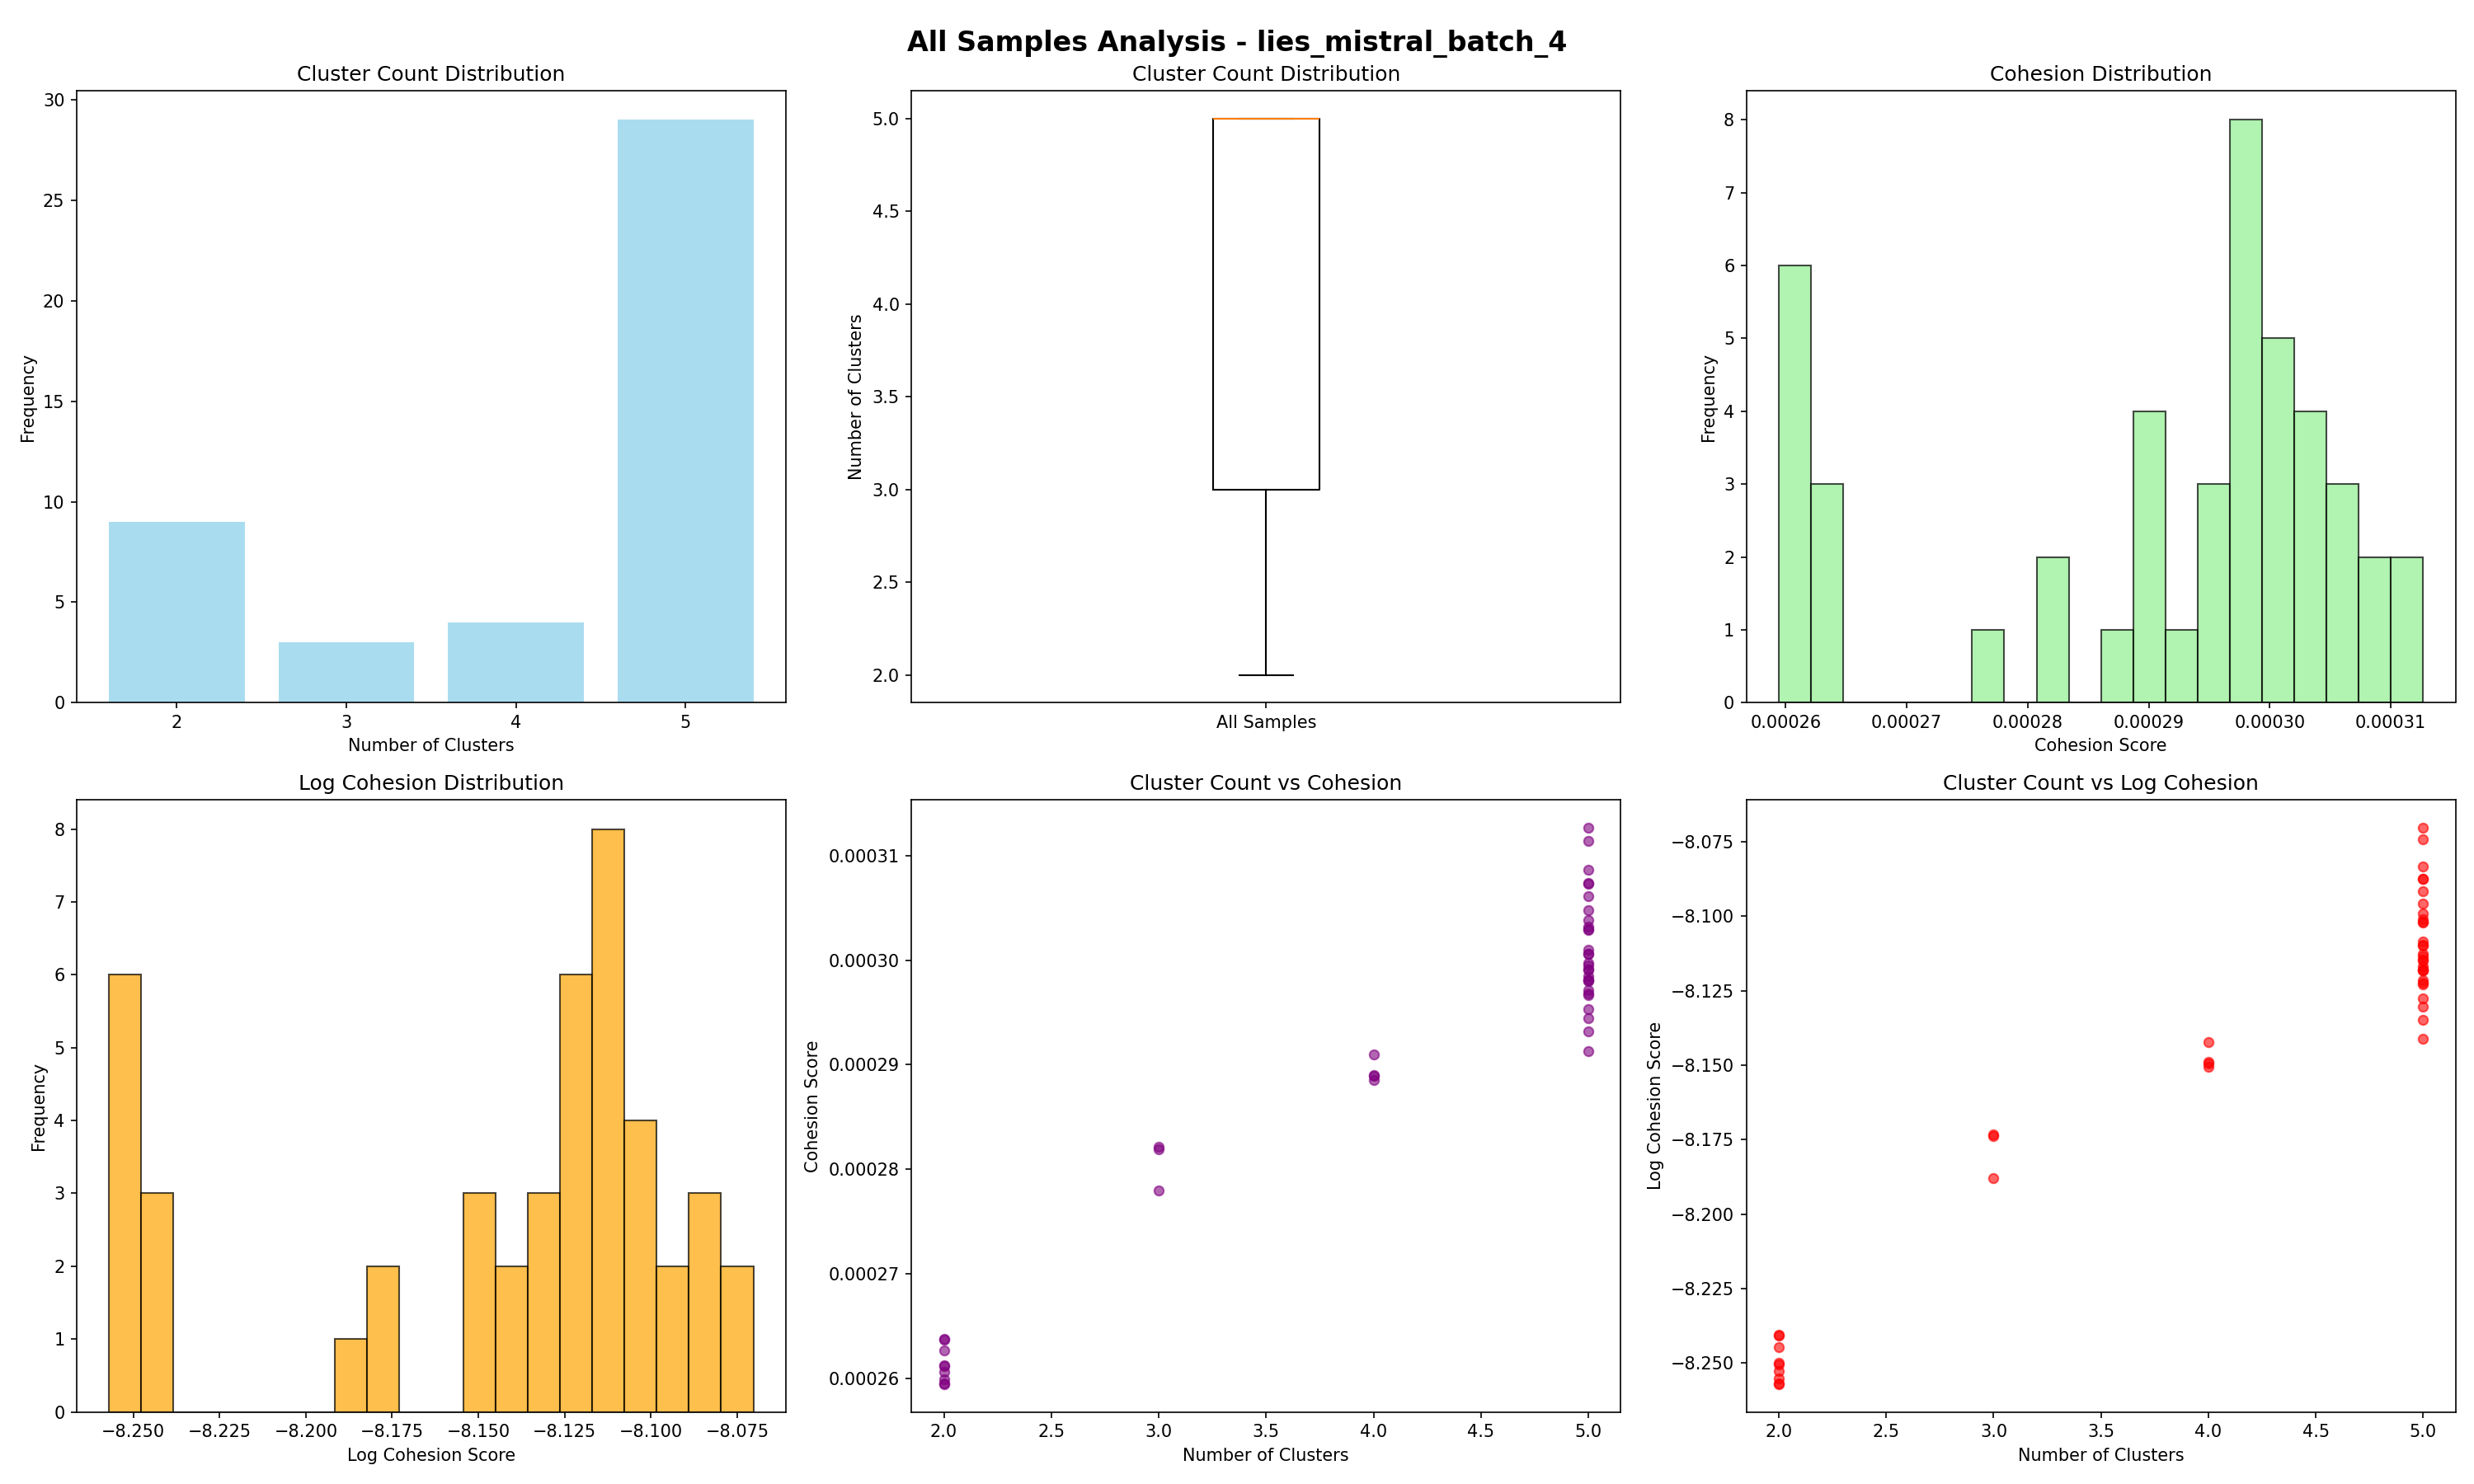 All Samples Analysis - lies_mistral_batch_4
Cluster Count Distribution
30
25
20
15
10
5
0
Frequency
2 3 4 5
Number of Clusters
Cluster Count Distribution
5.0
4.5
4.0
3.5
3.0
2.5
2.0
Number of Clusters
All Samples
Cohesion Distribution
8
7
6
5
4
3
2
1
0
Frequency
0.00026 0.00027 0.00028 0.00029 0.00030 0.00031
Cohesion Score
Log Cohesion Distribution
8
7
6
5
4
3
2
1
0
Frequency
−8.250 −8.225 −8.200 −8.175 −8.150 −8.125 −8.100 −8.075
Log Cohesion Score
Cluster Count vs Cohesion
0.00031
0.00030
0.00029
0.00028
0.00027
0.00026
Cohesion Score
2.0 2.5 3.0 3.5 4.0 4.5 5.0
Number of Clusters
Cluster Count vs Log Cohesion
−8.075
−8.100
−8.125
−8.150
−8.175
−8.200
−8.225
−8.250
Log Cohesion Score
2.0 2.5 3.0 3.5 4.0 4.5 5.0
Number of Clusters